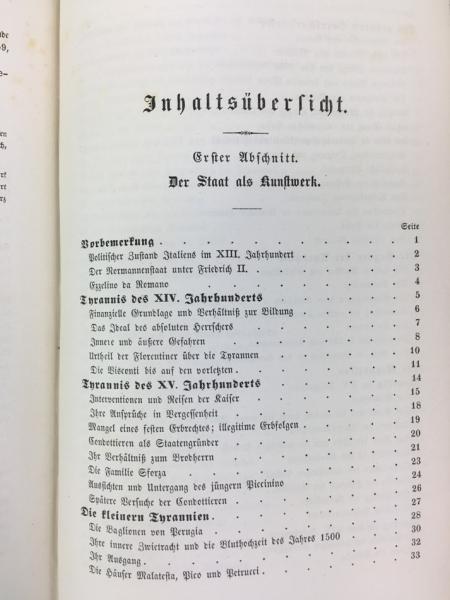 Inhaltsübersicht.
Erster Abschnitt.
Der Staat als Kunstwerk.
Seite
Vorbemerkung . . . . . . . . . 1
Politischer Zustand Italiens im XIII. Jahrhundert . . . . 2
Der Normannenstaat unter Friedrich II. . . . . . 3
Ezzelino da Romano . . . . . . . 4
Tyrannis des XIV. Jahrhunderts . . . . . 5
Finanzielle Grundlage und Verhältniß zur Bildung . . . . 6
Das Ideal des absoluten Herrschers . . . . . 7
Innere und äußere Gefahren . . . . . . 8
Urtheil der Florentiner über die Tyrannen . . . . . 10
Die Visconti bis auf den vorletzten . . . . . . 11
Tyrannis des XV. Jahrhunderts . . . . . 14
Interventionen und Reisen der Kaiser . . . . . 15
Ihre Ansprüche in Vergessenheit . . . . . . 18
Mangel eines festen Erbrechtes; illegitime Erbfolgen . . . . 19
Condottieren als Staatengründer . . . . . . 20
Ihr Verhältniß zum Brodherrn . . . . . . 21
Die Familie Sforza . . . . . . . 23
Aussichten und Untergang des jüngern Piccinino . . . . 24
Spätere Versuche der Condottieren . . . . . 26
27
Die kleinern Tyrannien . . . . . . . 28
Die Baglionen von Perugia . . . . . . 30
Ihre innere Zwietracht und die Bluthochzeit des Jahres 1500 . . . 32
Ihr Ausgang . . . . . . . . 33
Die Häuser Malatesta, Pico und Petrucci . . . . .